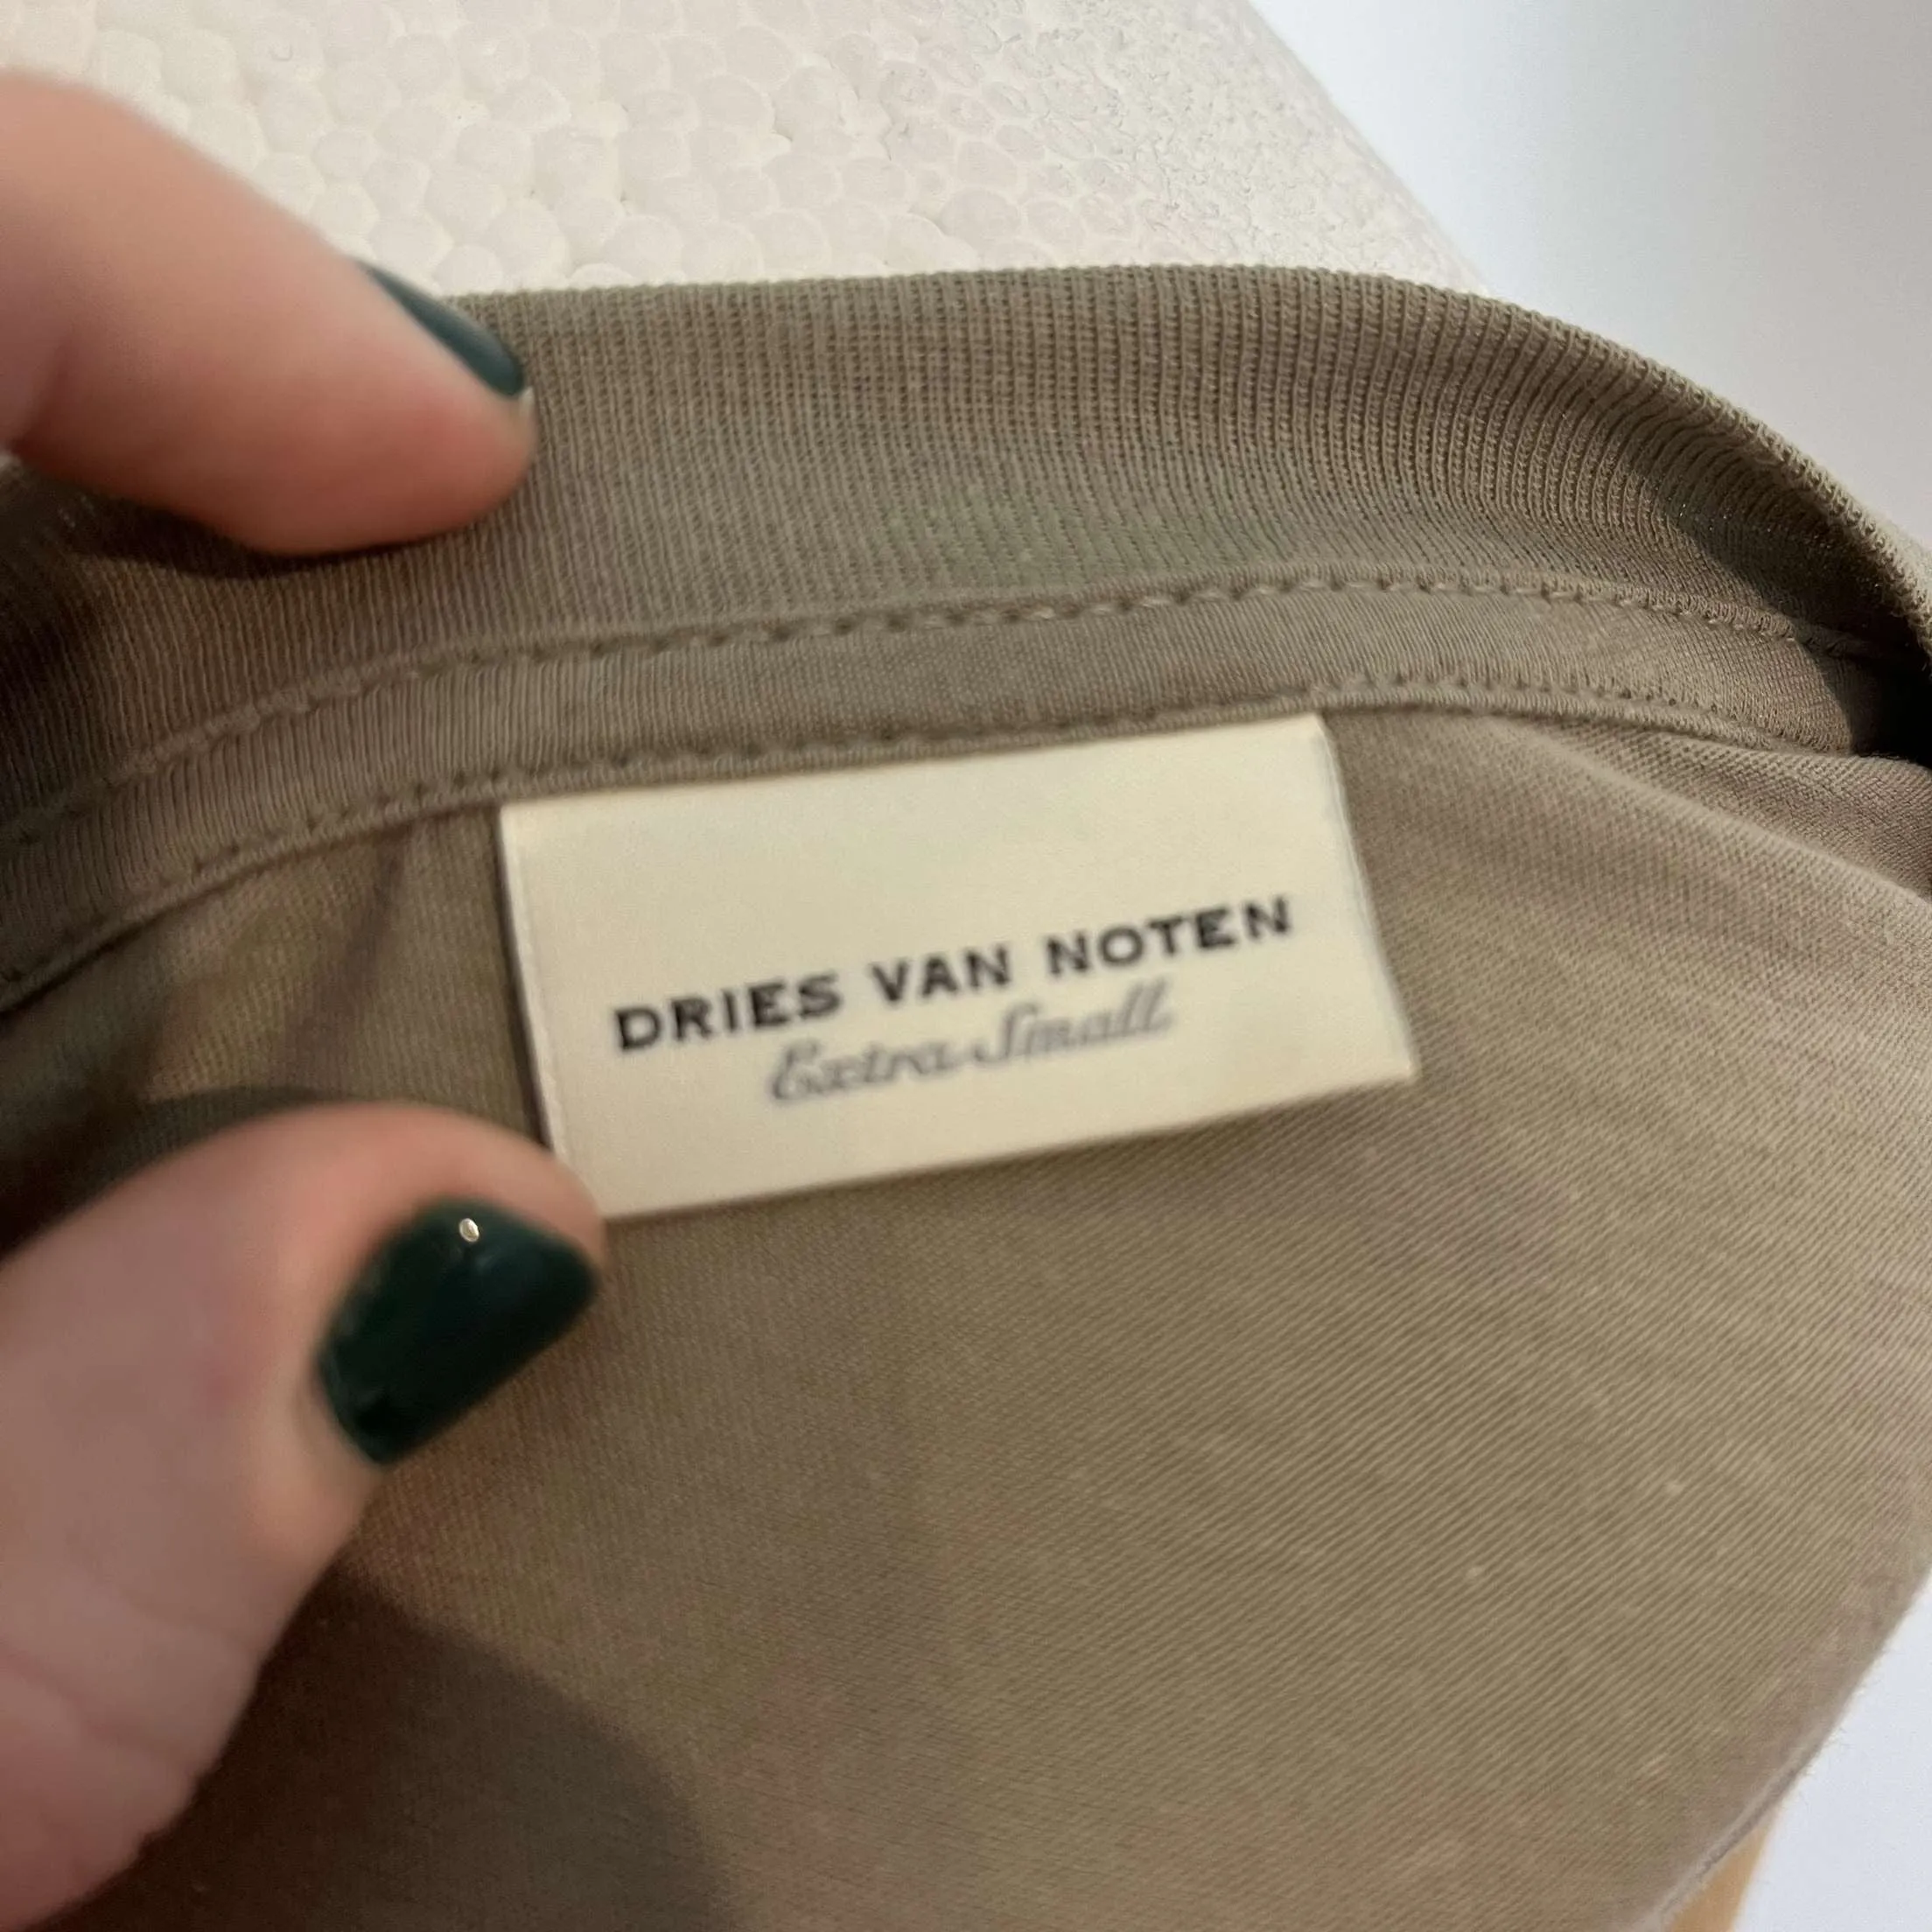 DRIES VAN NOTEN
Extra Small